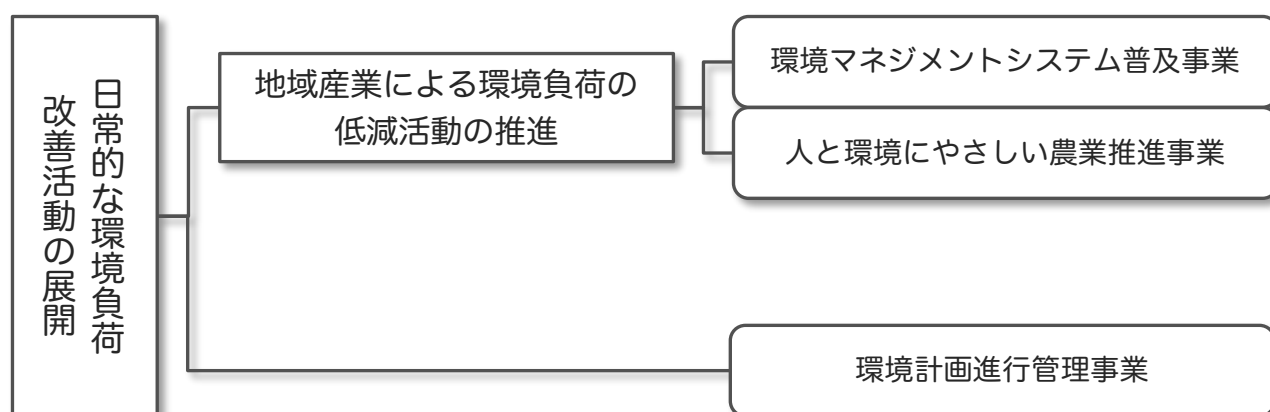 日常的な環境負荷
改善活動の展開
地域産業による環境負荷の
低減活動の推進
環境マネジメントシステム普及事業
人と環境にやさしい農業推進事業
環境計画進行管理事業